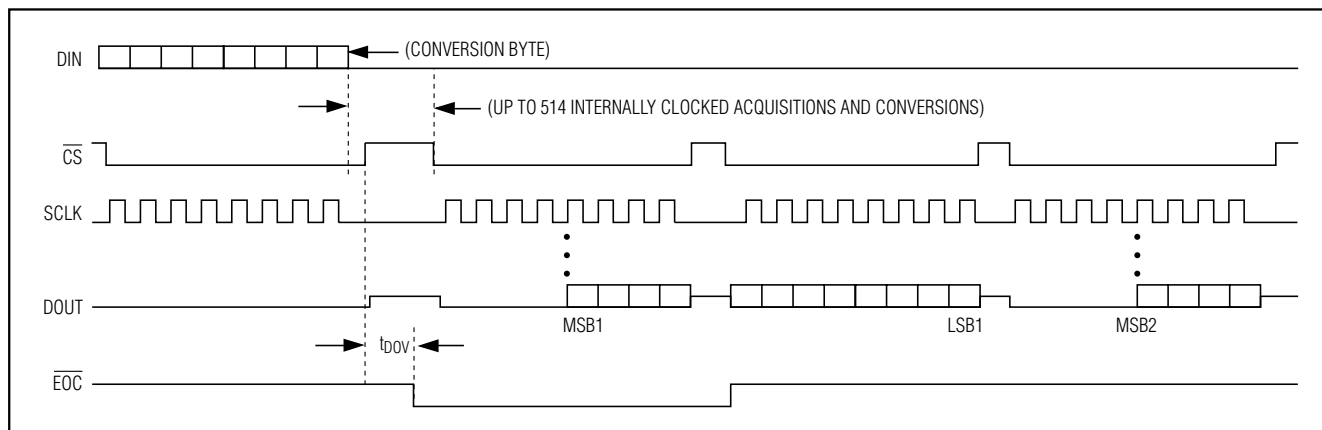 DIN
(CONVERSION BYTE)
(UP TO 514 INTERNALLY CLOCKED ACQUISITIONS AND CONVERSIONS)
CS
SCLK
DOUT
MSB1
LSB1
MSB2
tDOV
EOC